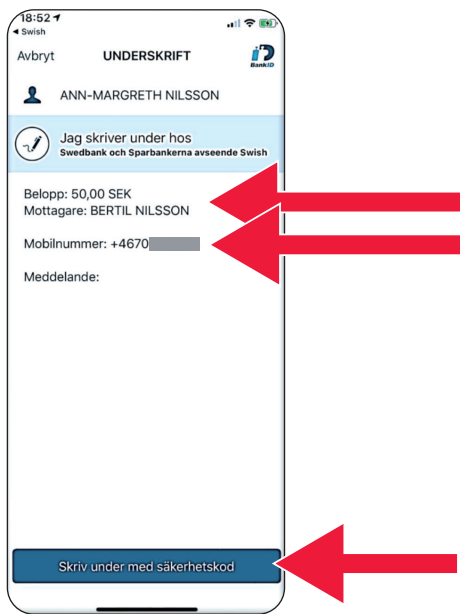 18:52
Swish
Avbryt
UNDERSKRIFT
BankID
ANN-MARGRETH NILSSON
Jag skriver under hos
Swedbank och Sparbankerna avseende Swish
Belopp: 50,00 SEK
Mottagare: BERTIL NILSSON
Mobilnummer: +4670
Meddelande:
Skriv under med säkerhetskod